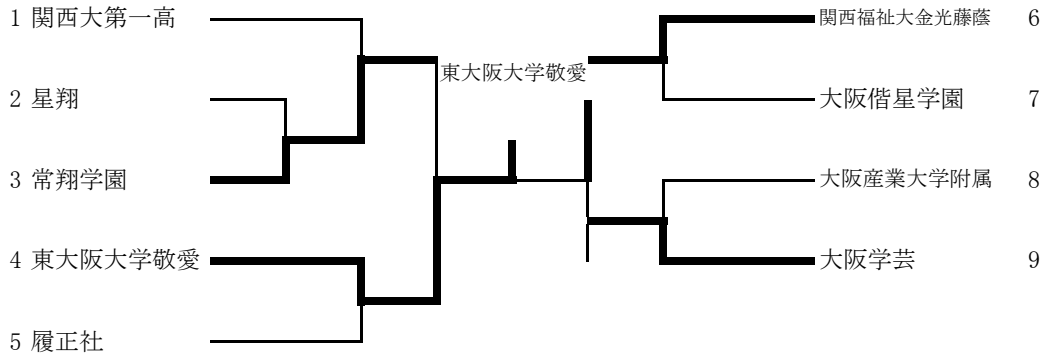 1 関西大第一高
2 星翔
3 常翔学園
4 東大阪大学敬愛
5 履正社
東大阪大学敬愛
関西福祉大金光藤蔭 6
大阪偕星学園 7
大阪産業大学附属 8
大阪学芸 9